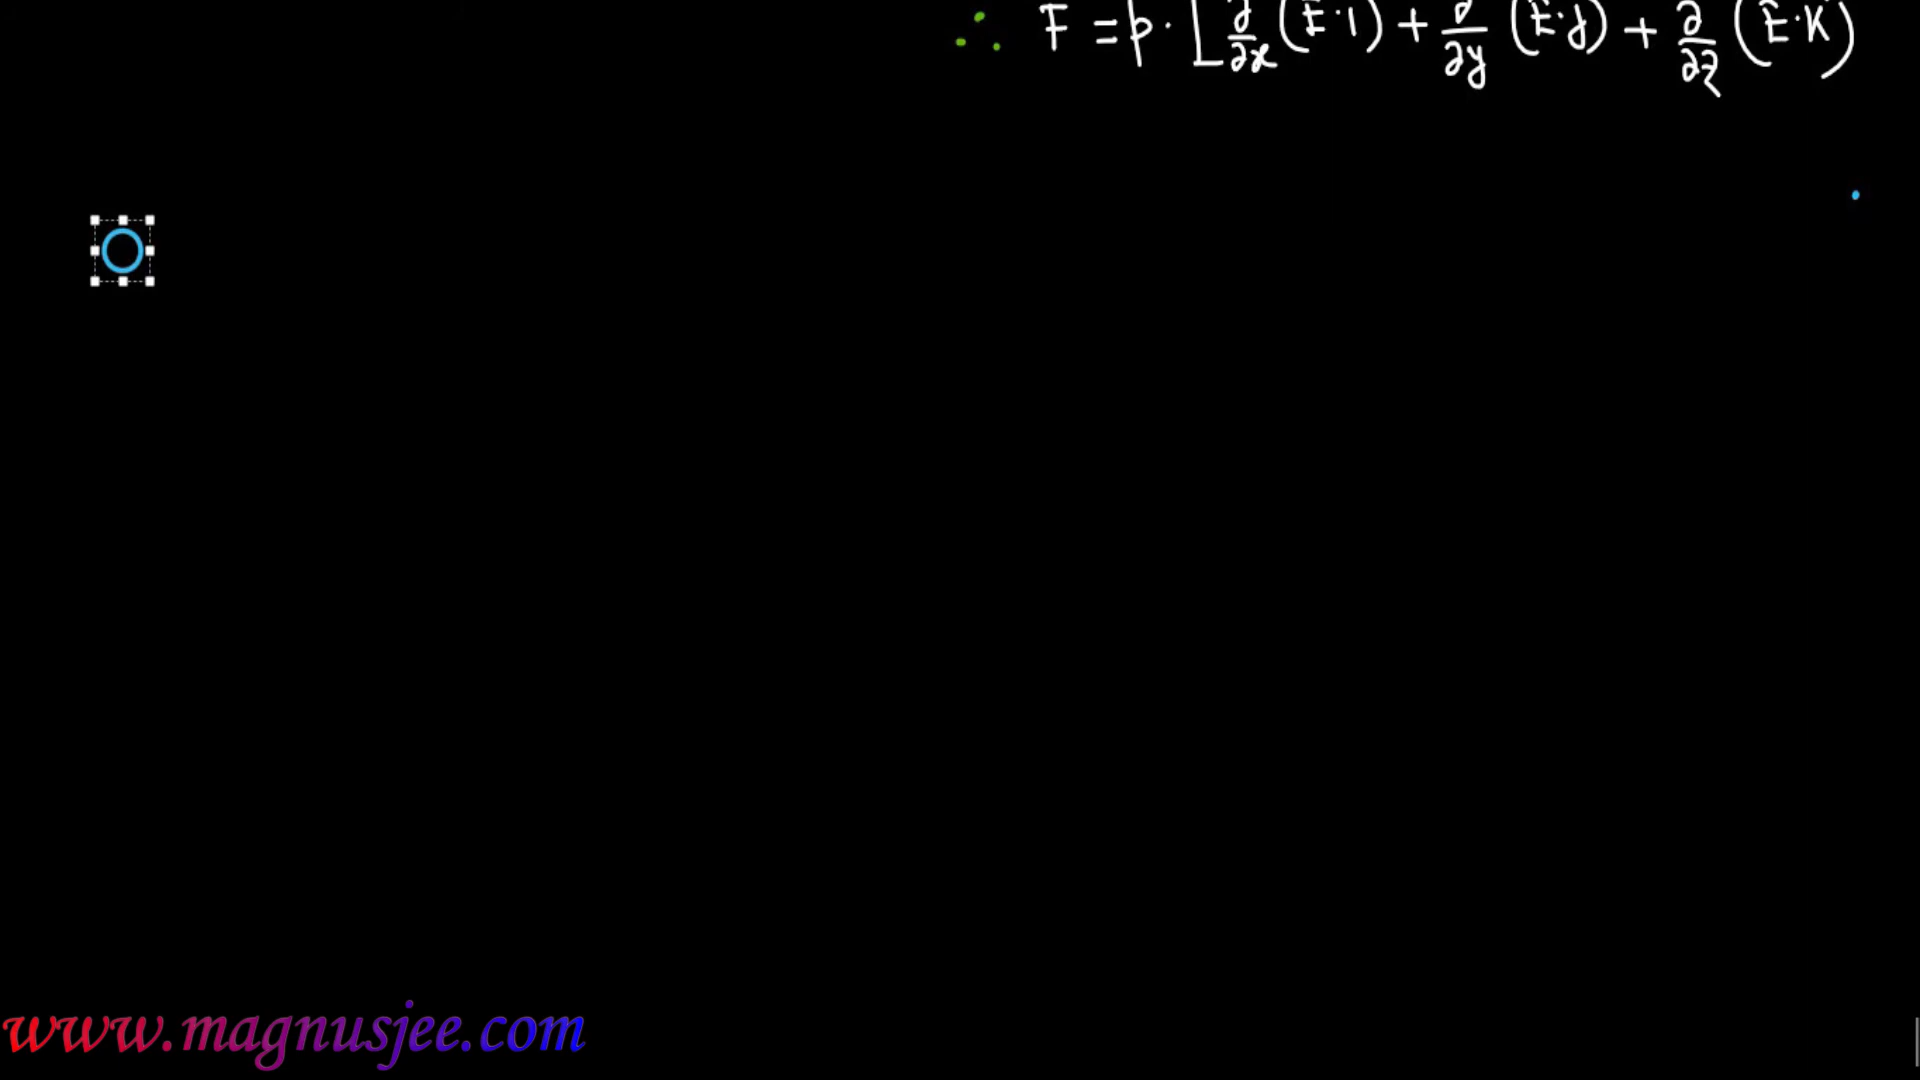 ∴ F = p · [ ∂/∂x (E · i) + ∂/∂y (E · j) + ∂/∂z (E · K)
www.magnusjee.com